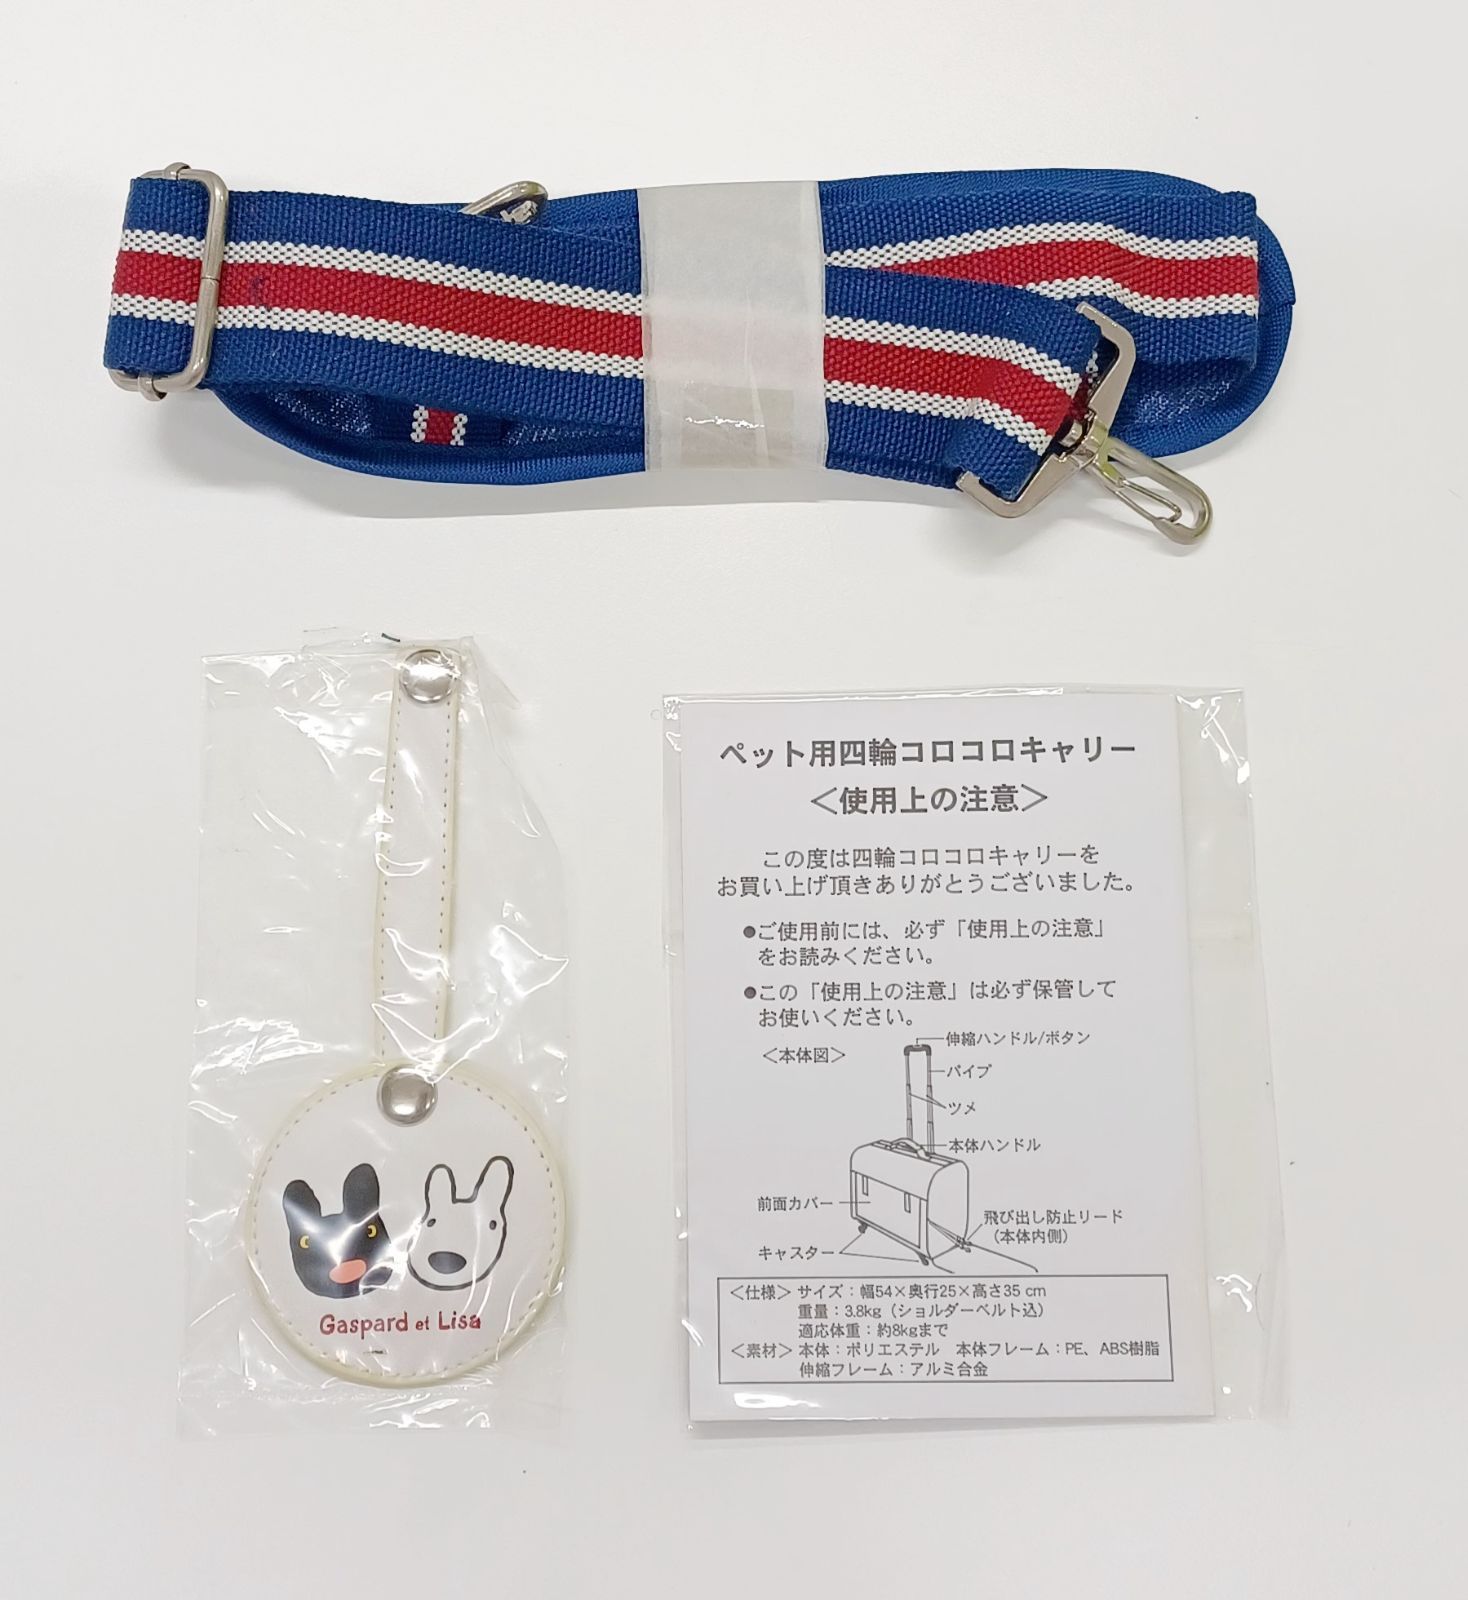 Gaspard et Lisa
ペット用四輪コロコロキャリー
＜使用上の注意＞
この度は四輪コロコロキャリーを
お買い上げ頂きありがとうございました。
●ご使用前には、必ず「使用上の注意」
をお読みください。
●この「使用上の注意」は必ず保管して
お使いください。
＜本体図＞
伸縮ハンドル/ボタン
パイプ
ツメ
本体ハンドル
前面カバー
飛び出し防止リード
（本体内側）
キャスター
＜仕様＞ サイズ：幅54×奥行25×高さ35 cm
重量：3.8kg（ショルダーベルト込）
適応体重：約8kgまで
＜素材＞ 本体：ポリエステル　本体フレーム：PE、ABS樹脂
伸縮フレーム：アルミ合金